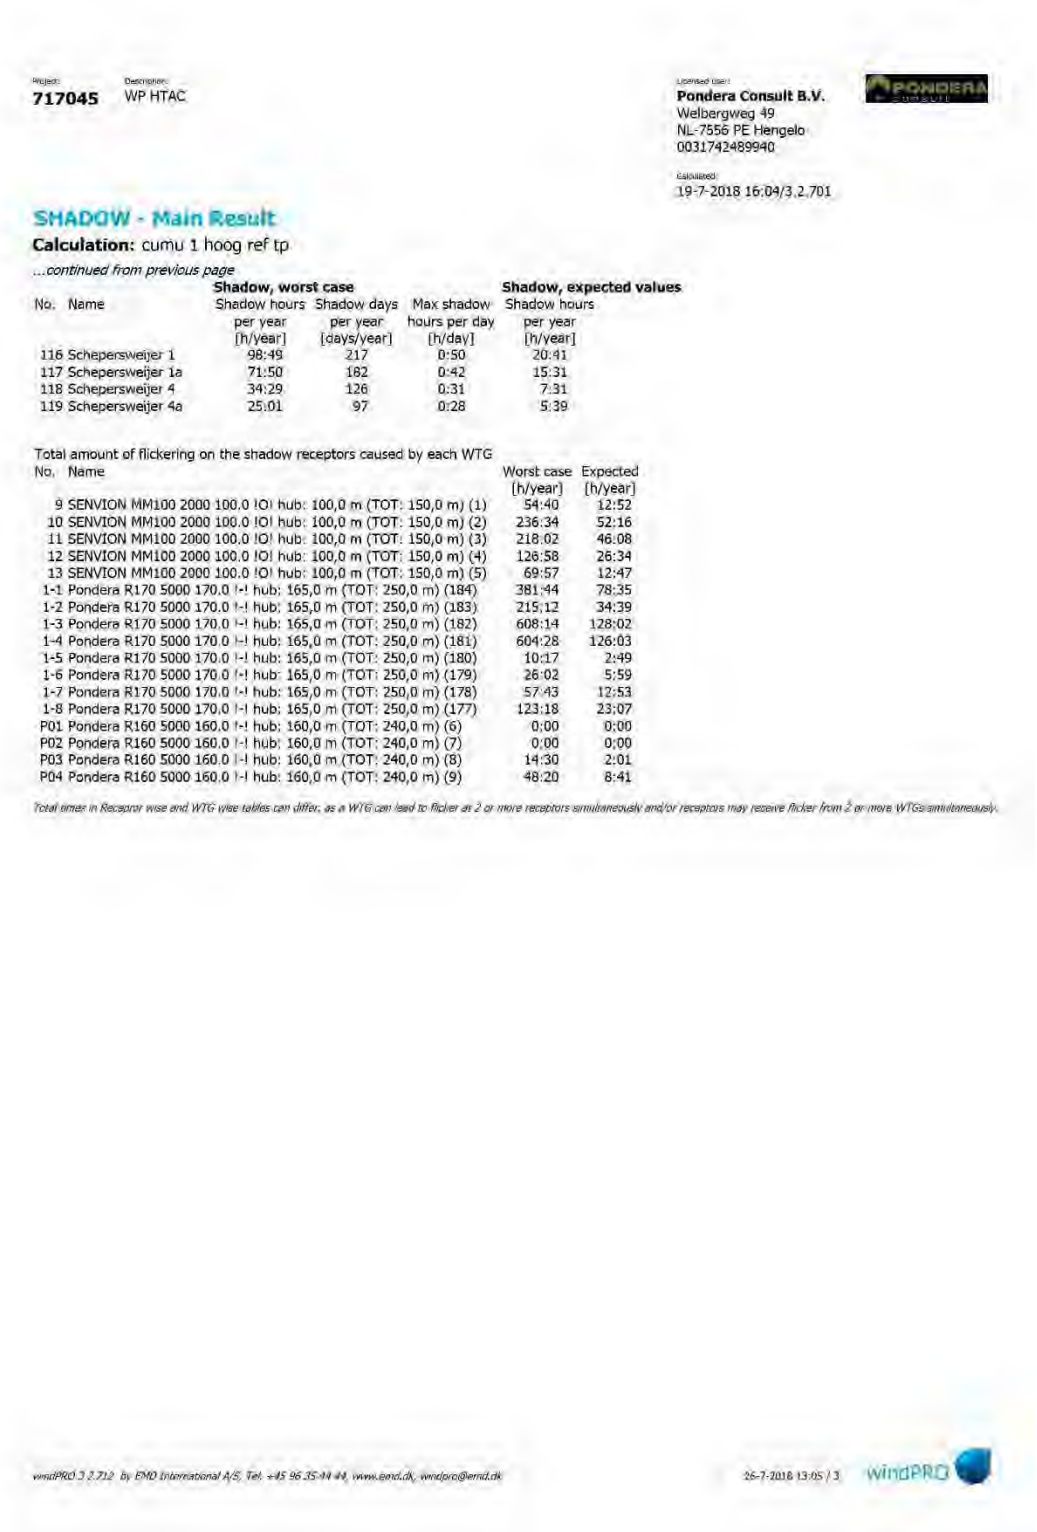 Project: Description: Licensed user:
717045 WP HTAC Pondera Consult B.V. PONDERA
Welbergweg 49 CONSULT
NL-7556 PE Hengelo
0031742489940
Calculated:
19-7-2018 16:04/3.2.701
SHADOW - Main Result
Calculation: cumu 1 hoog ref tp
...continued from previous page
Shadow, worst case Shadow, expected values
No. Name Shadow hours Shadow days Max shadow Shadow hours
per year per year hours per day per year
[h/year] [days/year] [h/day] [h/year]
116 Schepersweijer 1 98:49 217 0:50 20:41
117 Schepersweijer 1a 71:50 182 0:42 15:31
118 Schepersweijer 4 34:29 126 0:31 7:31
119 Schepersweijer 4a 25:01 97 0:28 5:39
Total amount of flickering on the shadow receptors caused by each WTG
No. Name Worst case Expected
[h/year] [h/year]
9 SENVION MM100 2000 100.0 !O! hub: 100,0 m (TOT: 150,0 m) (1) 54:40 12:52
10 SENVION MM100 2000 100.0 !O! hub: 100,0 m (TOT: 150,0 m) (2) 236:34 52:16
11 SENVION MM100 2000 100.0 !O! hub: 100,0 m (TOT: 150,0 m) (3) 218:02 46:08
12 SENVION MM100 2000 100.0 !O! hub: 100,0 m (TOT: 150,0 m) (4) 126:58 26:34
13 SENVION MM100 2000 100.0 !O! hub: 100,0 m (TOT: 150,0 m) (5) 69:57 12:47
1-1 Pondera R170 5000 170.0 !-! hub: 165,0 m (TOT: 250,0 m) (184) 381:44 78:35
1-2 Pondera R170 5000 170.0 !-! hub: 165,0 m (TOT: 250,0 m) (183) 215:12 34:39
1-3 Pondera R170 5000 170.0 !-! hub: 165,0 m (TOT: 250,0 m) (182) 608:14 128:02
1-4 Pondera R170 5000 170.0 !-! hub: 165,0 m (TOT: 250,0 m) (181) 604:28 126:03
1-5 Pondera R170 5000 170.0 !-! hub: 165,0 m (TOT: 250,0 m) (180) 10:17 2:49
1-6 Pondera R170 5000 170.0 !-! hub: 165,0 m (TOT: 250,0 m) (179) 26:02 5:59
1-7 Pondera R170 5000 170.0 !-! hub: 165,0 m (TOT: 250,0 m) (178) 57:43 12:53
1-8 Pondera R170 5000 170.0 !-! hub: 165,0 m (TOT: 250,0 m) (177) 123:18 23:07
P01 Pondera R160 5000 160.0 !-! hub: 160,0 m (TOT: 240,0 m) (6) 0:00 0:00
P02 Pondera R160 5000 160.0 !-! hub: 160,0 m (TOT: 240,0 m) (7) 0:00 0:00
P03 Pondera R160 5000 160.0 !-! hub: 160,0 m (TOT: 240,0 m) (8) 14:30 2:01
P04 Pondera R160 5000 160.0 !-! hub: 160,0 m (TOT: 240,0 m) (9) 48:20 8:41
Total times in Receptor wise and WTG wise tables can differ, as a WTG can lead to flicker at 2 or more receptors simultaneously and/or receptors may receive flicker from 2 or more WTGs simultaneously.
windPRO 3.2.712 by EMD International A/S, Tel. +45 96 35 44 44, www.emd.dk, windpro@emd.dk 26-7-2018 13:05 / 3 windPRO